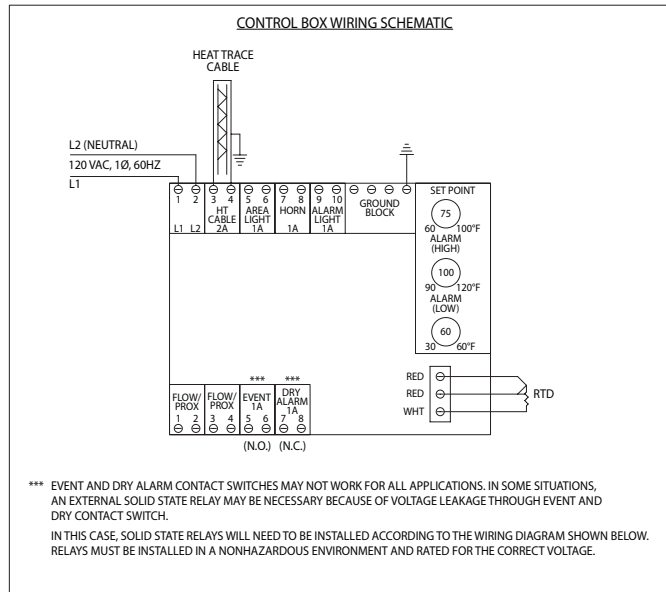 CONTROL BOX WIRING SCHEMATIC
HEAT TRACE
CABLE
L2 (NEUTRAL)
120 VAC, 1Ø, 60HZ
L1
1 2 3 4 5 6 7 8 9 10
L1 L2
HT
CABLE
2A
AREA
LIGHT
1A
HORN
1A
ALARM
LIGHT
1A
GROUND
BLOCK
SET POINT
75
60 100°F
ALARM
(HIGH)
100
90 120°F
ALARM
(LOW)
60
30 60°F
RED
RED
WHT
RTD
*** ***
FLOW/
PROX
1 2
FLOW/
PROX
3 4
EVENT
1A
5 6
DRY
ALARM
1A
7 8
(N.O.) (N.C.)
*** EVENT AND DRY ALARM CONTACT SWITCHES MAY NOT WORK FOR ALL APPLICATIONS. IN SOME SITUATIONS,
AN EXTERNAL SOLID STATE RELAY MAY BE NECESSARY BECAUSE OF VOLTAGE LEAKAGE THROUGH EVENT AND
DRY CONTACT SWITCH.
IN THIS CASE, SOLID STATE RELAYS WILL NEED TO BE INSTALLED ACCORDING TO THE WIRING DIAGRAM SHOWN BELOW.
RELAYS MUST BE INSTALLED IN A NONHAZARDOUS ENVIRONMENT AND RATED FOR THE CORRECT VOLTAGE.